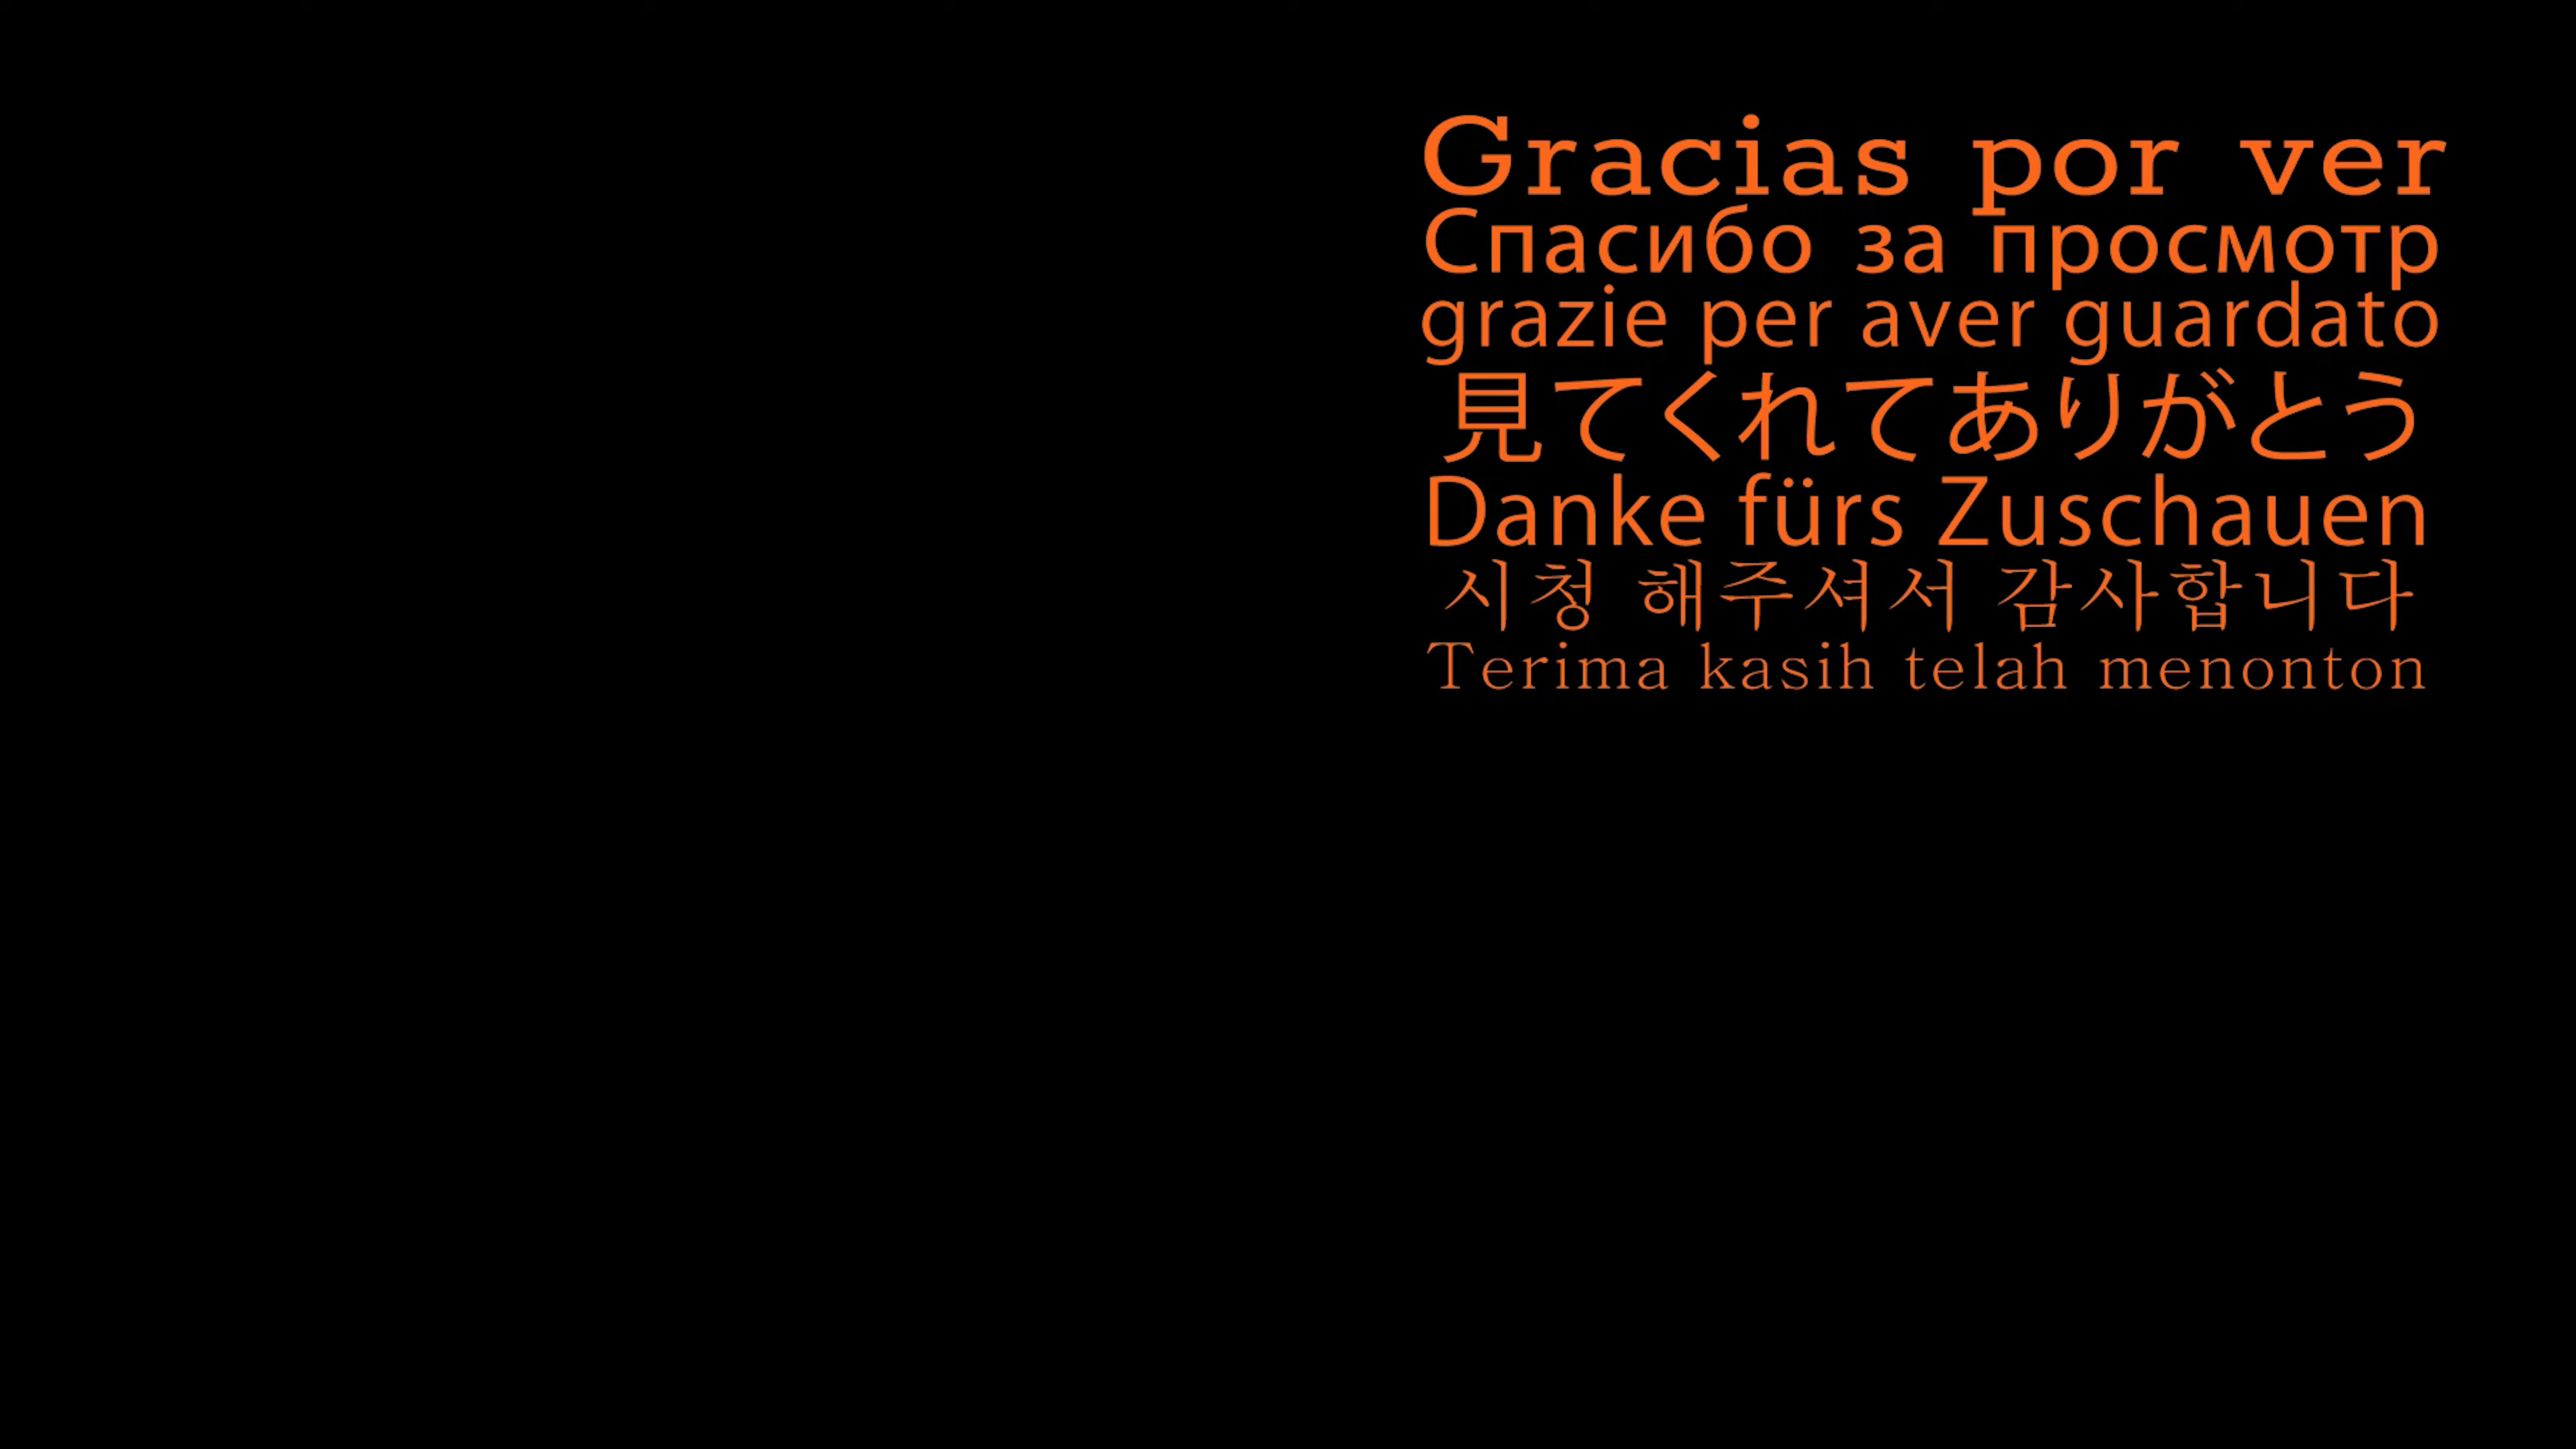 Gracias por ver
Спасибо за просмотр
grazie per aver guardato
見てくれてありがとう
Danke fürs Zuschauen
시청 해주셔서 감사합니다
Terima kasih telah menonton